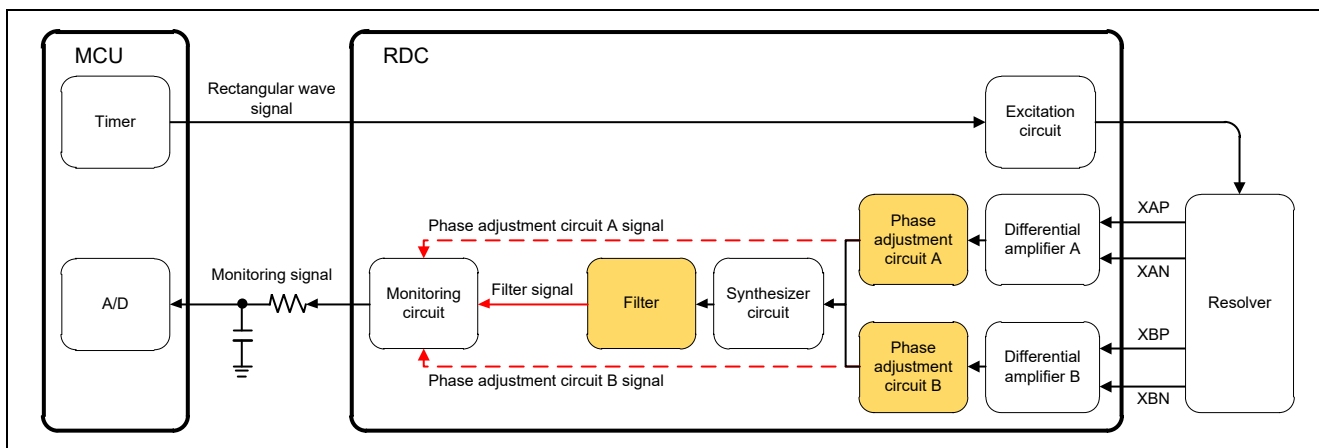 MCU
RDC
Timer
Rectangular wave
signal
Excitation
circuit
Phase adjustment circuit A signal
Phase
adjustment
circuit A
Differential
amplifier A
XAP
XAN
A/D
Monitoring signal
Monitoring
circuit
Filter signal
Filter
Synthesizer
circuit
Resolver
Phase adjustment circuit B signal
Phase
adjustment
circuit B
Differential
amplifier B
XBP
XBN